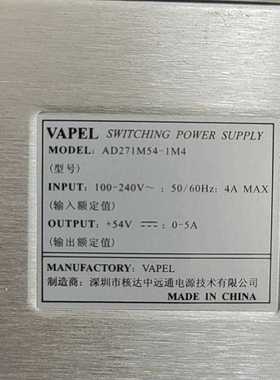 VAPEL SWITCHING POWER SUPPLY
MODEL: AD271M54-1M4
(型号)
INPUT: 100-240V～ ; 50/60Hz; 4A MAX
(输入额定值)
OUTPUT: +54V ⎓ ; 0-5A
(输出额定值)
MANUFACTORY: VAPEL
制造商: 深圳市核达中远通电源技术有限公司
MADE IN CHINA